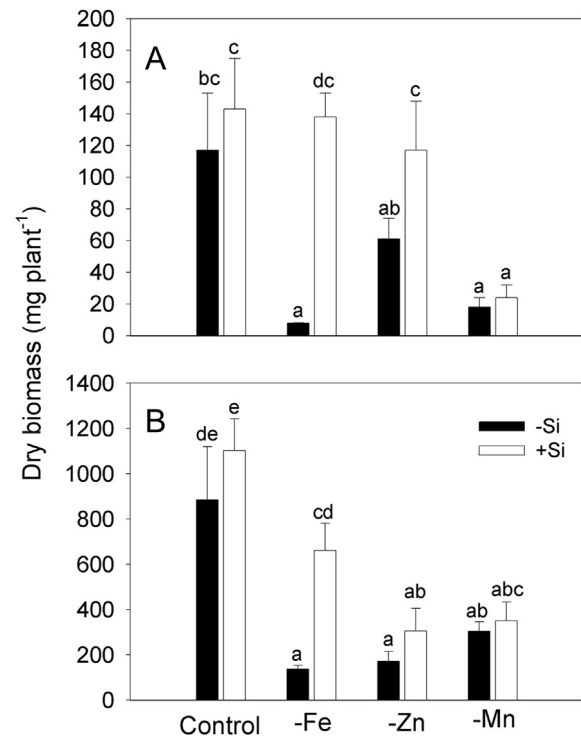 200
180
160
140
120
100
80
60
40
20
0
A
bc
c
a
dc
ab
c
a
a
Dry biomass (mg plant⁻¹)
1400
1200
1000
800
600
400
200
0
B
de
e
a
cd
a
ab
ab
abc
-Si
+Si
Control
-Fe
-Zn
-Mn